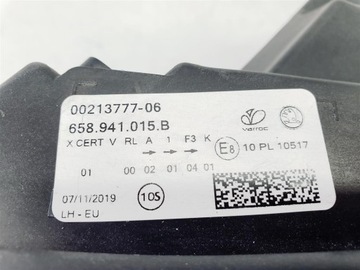 00213777-06
658.941.015.B
X CERT V RL A 1 F3 K
01 00 02 01 04 01
E8 10 PL 10517
varroc
07/11/2019
10S
LH - EU